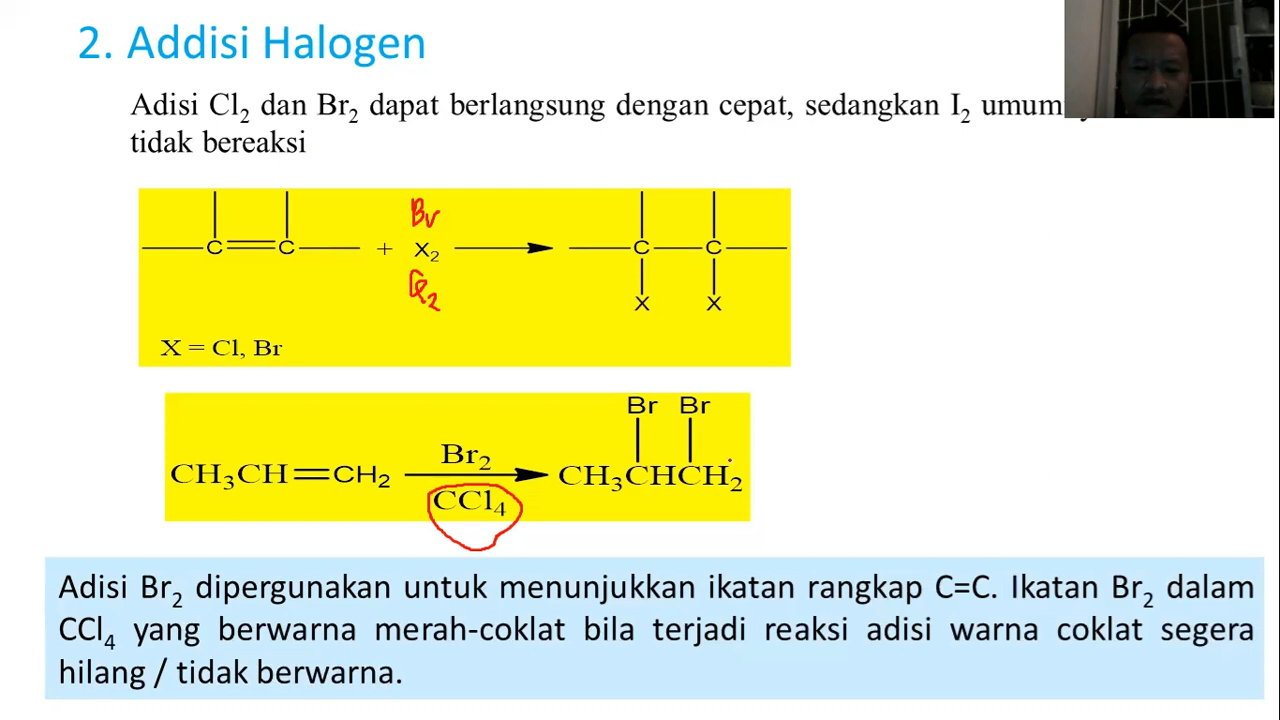 2. Addisi Halogen
Adisi Cl₂ dan Br₂ dapat berlangsung dengan cepat, sedangkan I₂
tidak bereaksi
Br
C=C + X₂ → C C
Cl₂
X X
X = Cl, Br
Br Br
Br₂
CH₃CH=CH₂ → CH₃CHCH₂
CCl₄
Adisi Br₂ dipergunakan untuk menunjukkan ikatan rangkap C=C. Ikatan Br₂ dalam
CCl₄ yang berwarna merah-coklat bila terjadi reaksi adisi warna coklat segera
hilang / tidak berwarna.